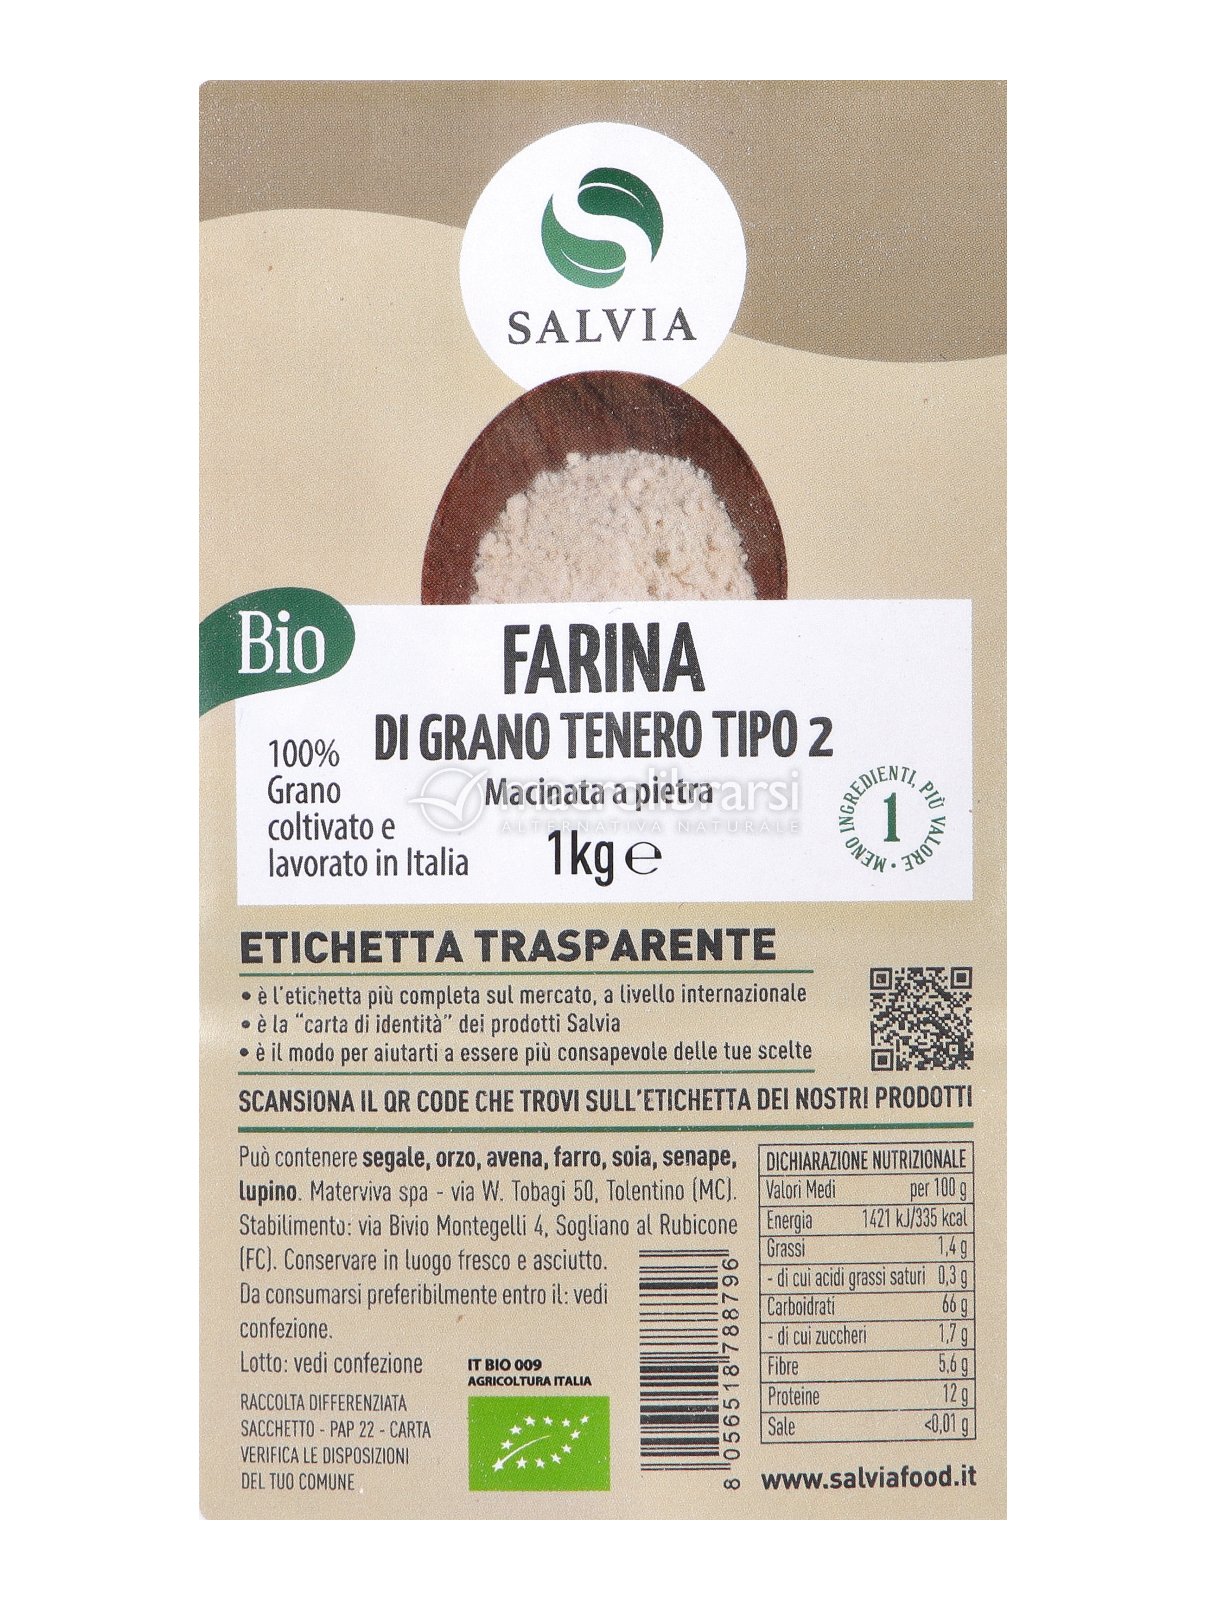 SALVIA
Bio
FARINA
DI GRANO TENERO TIPO 2
Macinata a pietra
1kg ℮
100%
Grano
coltivato e
lavorato in Italia
MENO INGREDIENTI, PIÙ VALORE •
1
macrolibrarsi
ALTERNATIVA NATURALE
ETICHETTA TRASPARENTE
• è l'etichetta più completa sul mercato, a livello internazionale
• è la “carta di identità” dei prodotti Salvia
• è il modo per aiutarti a essere più consapevole delle tue scelte
SCANSIONA IL QR CODE CHE TROVI SULL'ETICHETTA DEI NOSTRI PRODOTTI
Può contenere segale, orzo, avena, farro, soia, senape,
lupino. Materviva spa - via W. Tobagi 50, Tolentino (MC).
Stabilimento: via Bivio Montegelli 4, Sogliano al Rubicone
(FC). Conservare in luogo fresco e asciutto.
Da consumarsi preferibilmente entro il: vedi
confezione.
Lotto: vedi confezione
RACCOLTA DIFFERENZIATA
SACCHETTO - PAP 22 - CARTA
VERIFICA LE DISPOSIZIONI
DEL TUO COMUNE
IT BIO 009
AGRICOLTURA ITALIA
8 056518 788796
DICHIARAZIONE NUTRIZIONALE
Valori Medi per 100 g
Energia 1421 kJ/335 kcal
Grassi 1,4 g
- di cui acidi grassi saturi 0,3 g
Carboidrati 66 g
- di cui zuccheri 1,7 g
Fibre 5,6 g
Proteine 12 g
Sale <0,01 g
www.salviafood.it